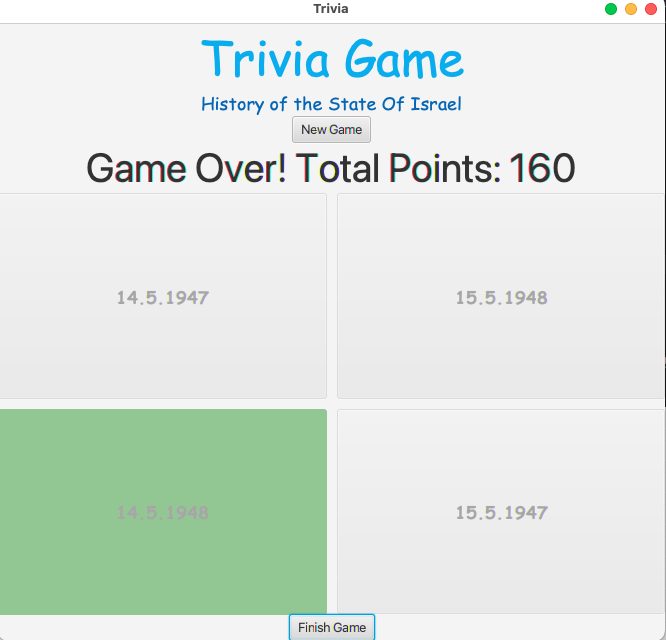 Trivia
Trivia Game
History of the State Of Israel
New Game
Game Over! Total Points: 160
14.5.1947
15.5.1948
14.5.1948
15.5.1947
Finish Game